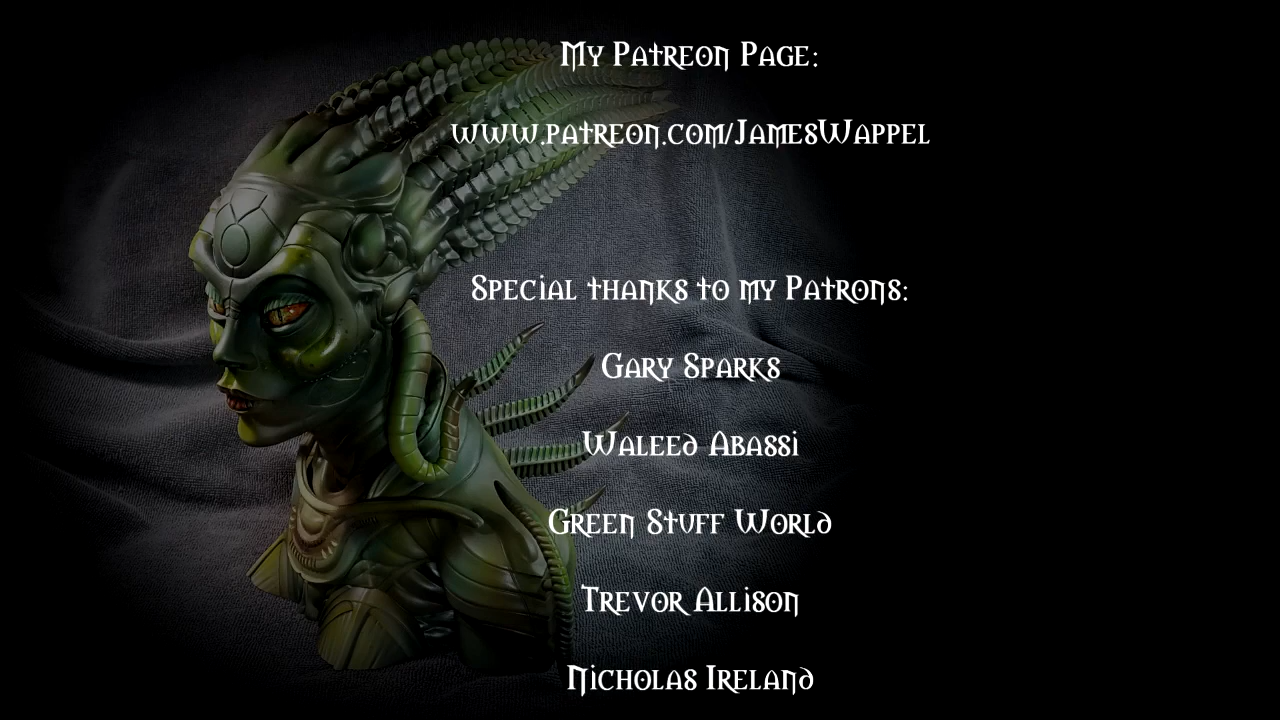 My Patreon Page:
www.patreon.com/JamesWappel
Special thanks to my Patrons:
Gary Sparks
Waleed Abassi
Green Stuff World
Trevor Allison
Nicholas Ireland